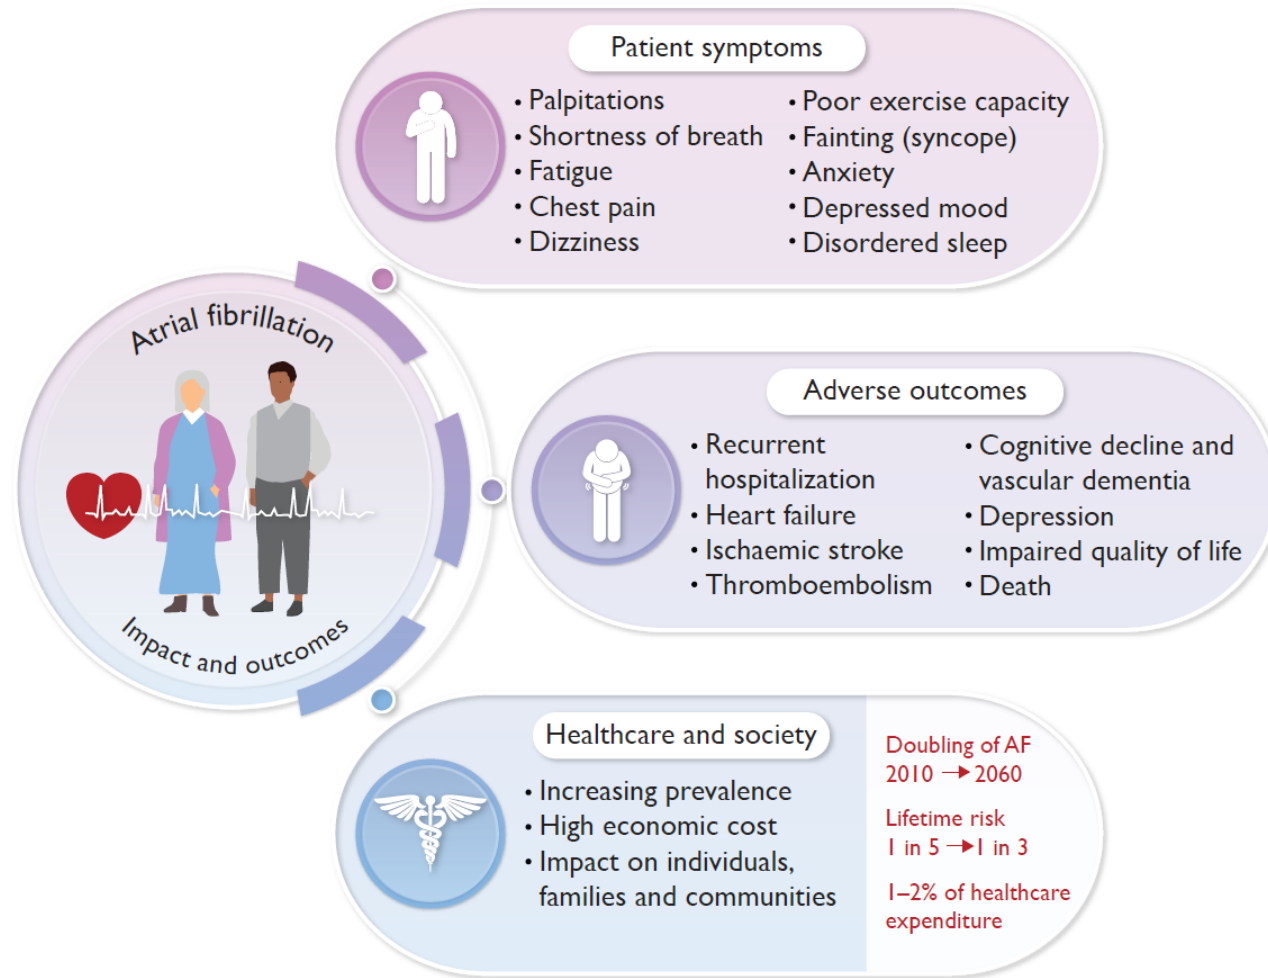 Patient symptoms
• Palpitations
• Shortness of breath
• Fatigue
• Chest pain
• Dizziness
• Poor exercise capacity
• Fainting (syncope)
• Anxiety
• Depressed mood
• Disordered sleep
Atrial fibrillation
Impact and outcomes
Adverse outcomes
• Recurrent
hospitalization
• Heart failure
• Ischaemic stroke
• Thromboembolism
• Cognitive decline and
vascular dementia
• Depression
• Impaired quality of life
• Death
Healthcare and society
• Increasing prevalence
• High economic cost
• Impact on individuals,
families and communities
Doubling of AF
2010 → 2060
Lifetime risk
1 in 5 → 1 in 3
1–2% of healthcare
expenditure